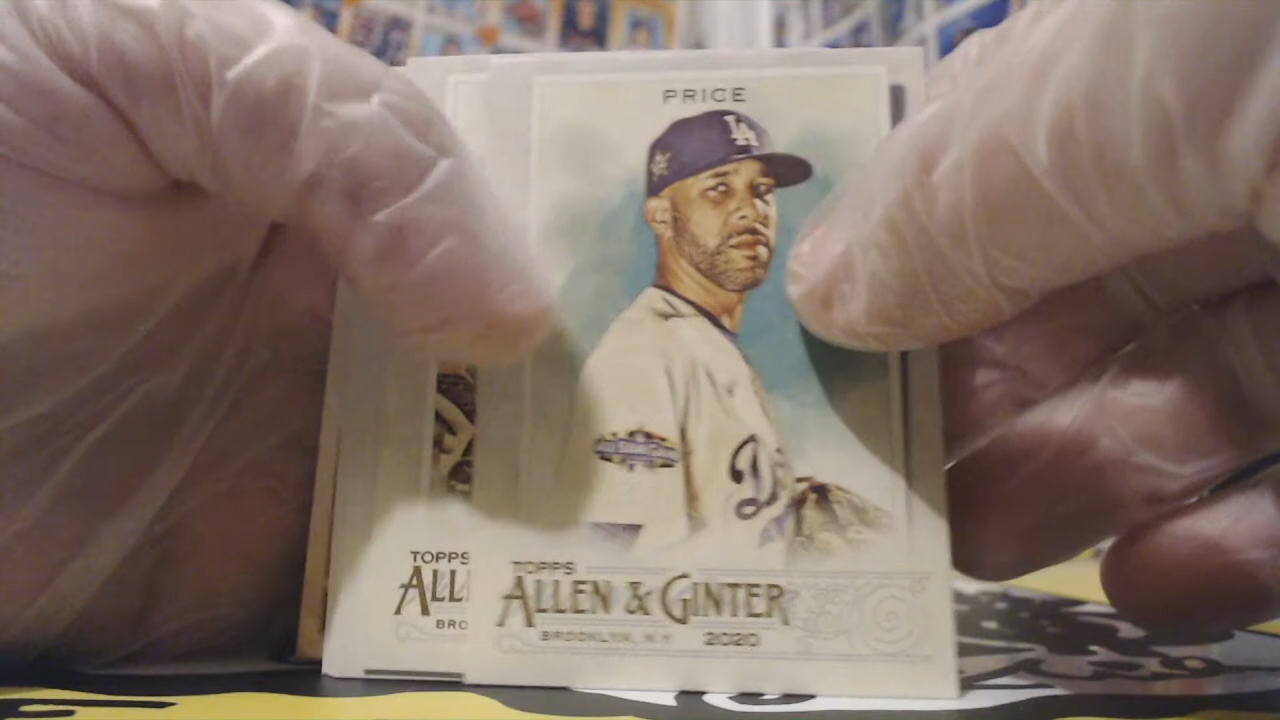 PRICE
LA
D
TOPPS
ALL
BRO
TOPPS
ALLEN & GINTER
BROOKLYN, N.Y. 2020